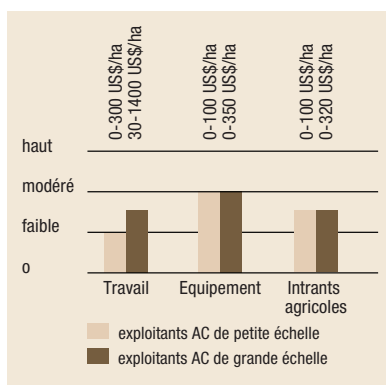 0-300 US$/ha
30-1400 US$/ha
0-100 US$/ha
0-350 US$/ha
0-100 US$/ha
0-320 US$/ha
haut
modéré
faible
o
Travail
Equipement
Intrants
agricoles
exploitants AC de petite échelle
exploitants AC de grande échelle